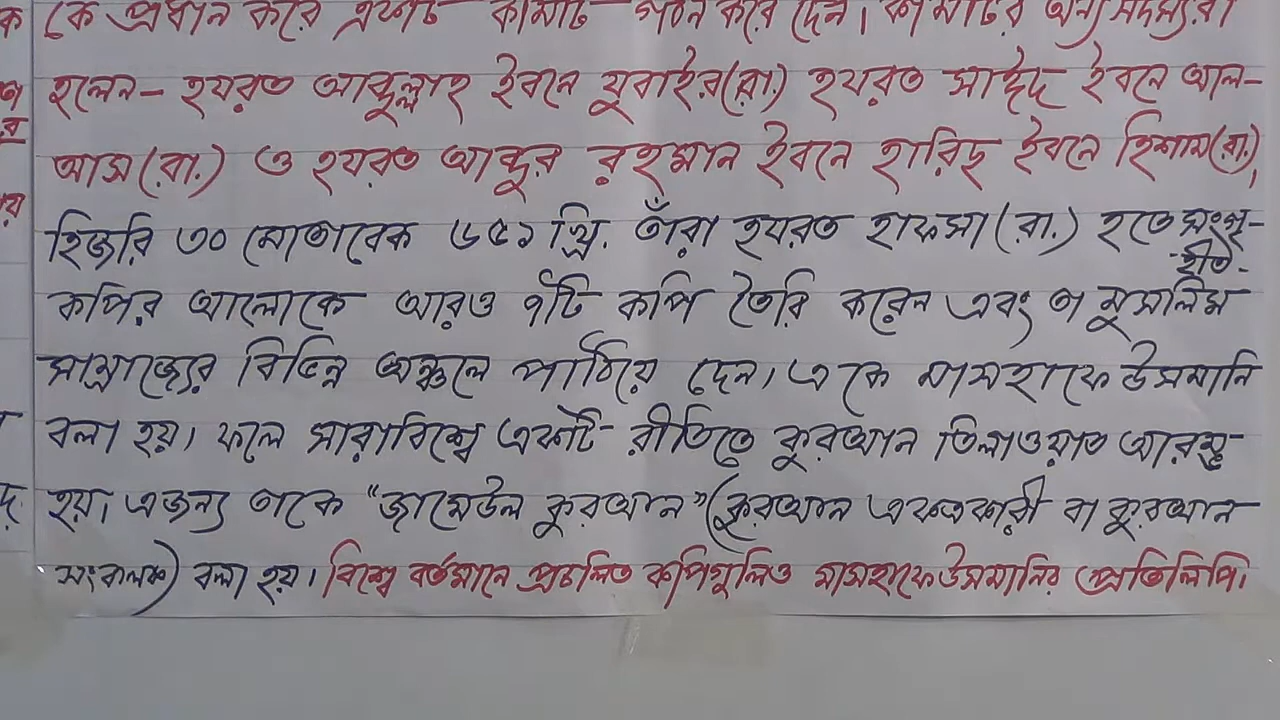 কে প্রধান করে একটি কমিটি গঠন করে দেন। কমিটির অন্য সদস্যরা
হলেন- হযরত আব্দুল্লাহ ইবনে যুবাইর(রা.) হযরত সাঈদ ইবনে আল-
আস(রা.) ও হযরত আব্দুর রহমান ইবনে হারিছ ইবনে হিশাম(রা.),
হিজরি ৩০ মোতাবেক ৬৫১ খ্রি. তাঁরা হযরত হাফসা(রা.) হতে সংগৃ-
-হীত-
কপির আলোকে আরও ৭টি কপি তৈরি করেন এবং তা মুসলিম
সাম্রাজ্যের বিভিন্ন অঞ্চলে পাঠিয়ে দেন। একে মাসহাফে উসমানি
বলা হয়। ফলে সারাবিশ্বে একটি রীতিতে কুরআন তিলাওয়াত আরম্ভ
হয়। এজন্য তাকে "জামেউল কুরআন" (কুরআন একত্রকারী বা কুরআন
সংকলক) বলা হয়। বিশ্বে বর্তমানে প্রচলিত কপিগুলিও মাসহাফে উসমানির প্রতিলিপি।